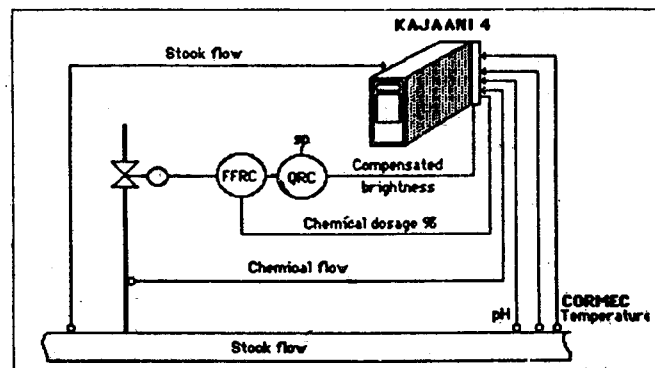 KAJAANI 4
Stock flow
sp
FFRC
QRC
Compensated
brightness
Chemical dosage %
Chemical flow
pH
CORMEC
Temperature
Stock flow